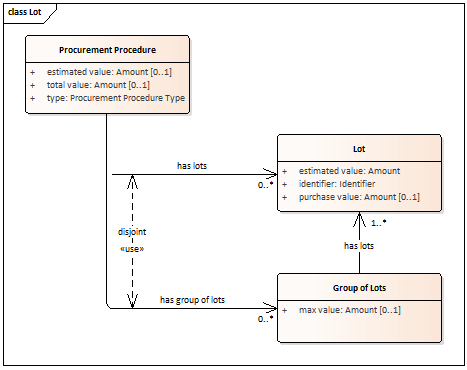 class Lot
Procurement Procedure
+ estimated value: Amount [0..1]
+ total value: Amount [0..1]
+ type: Procurement Procedure Type
Lot
+ estimated value: Amount
+ identifier: Identifier
+ purchase value: Amount [0..1]
has lots
0..*
1..*
disjoint
«use»
has lots
Group of Lots
+ max value: Amount [0..1]
has group of lots
0..*